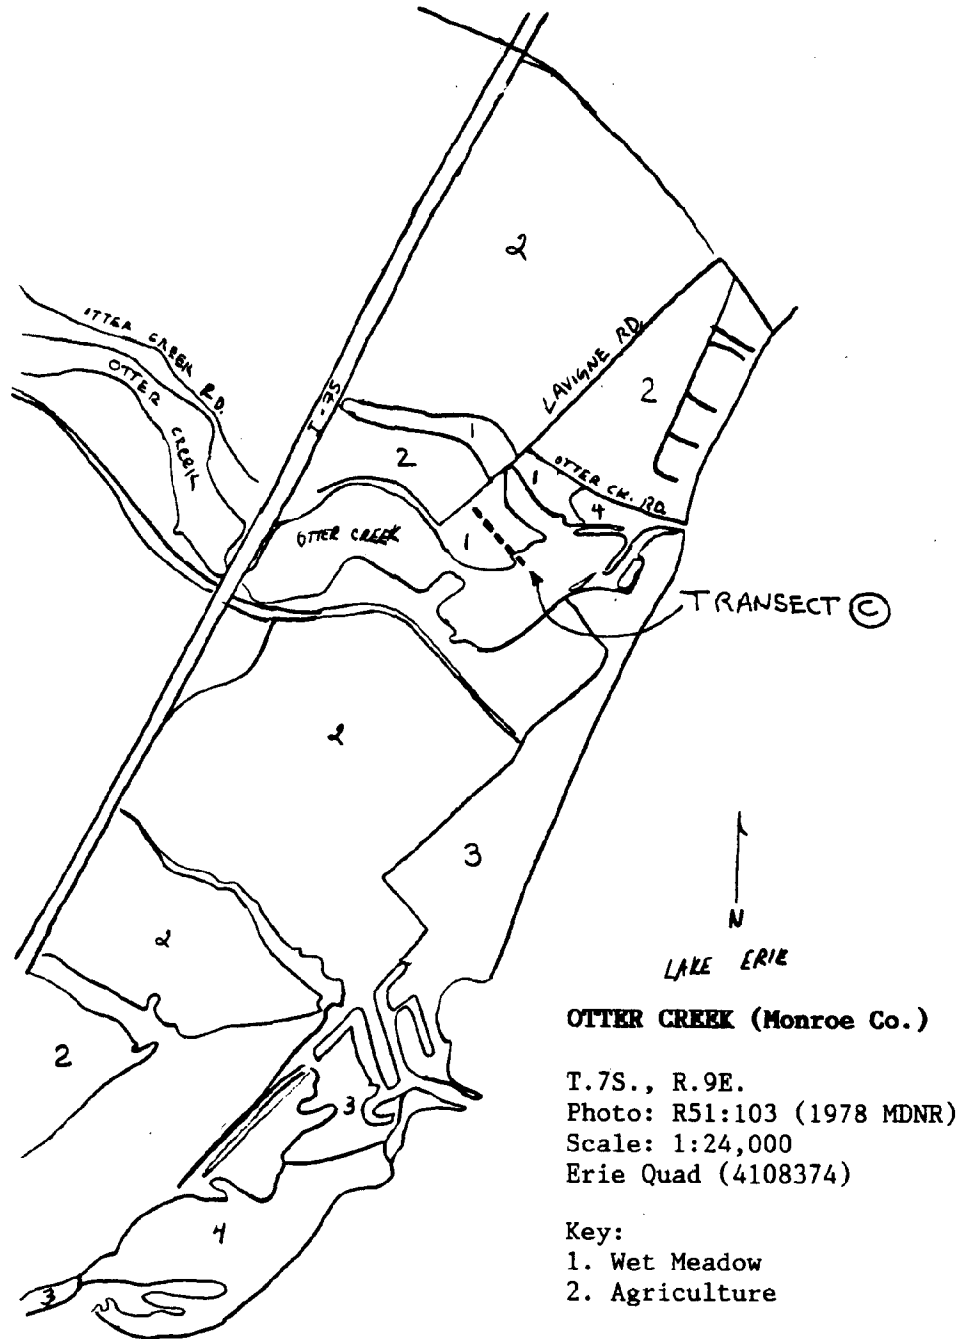 2
OTTER CREEK RD.
OTTER CREEK
LAVIGNE RD.
I-75
2
1
2
OTTER CK. RD.
1
4
OTTER CREEK
1
TRANSECT Ⓒ
2
3
N
2
LAKE ERIE
OTTER CREEK (Monroe Co.)
T.7S., R.9E.
Photo: R51:103 (1978 MDNR)
Scale: 1:24,000
Erie Quad (4108374)
Key:
1. Wet Meadow
2. Agriculture
2
3
4
3